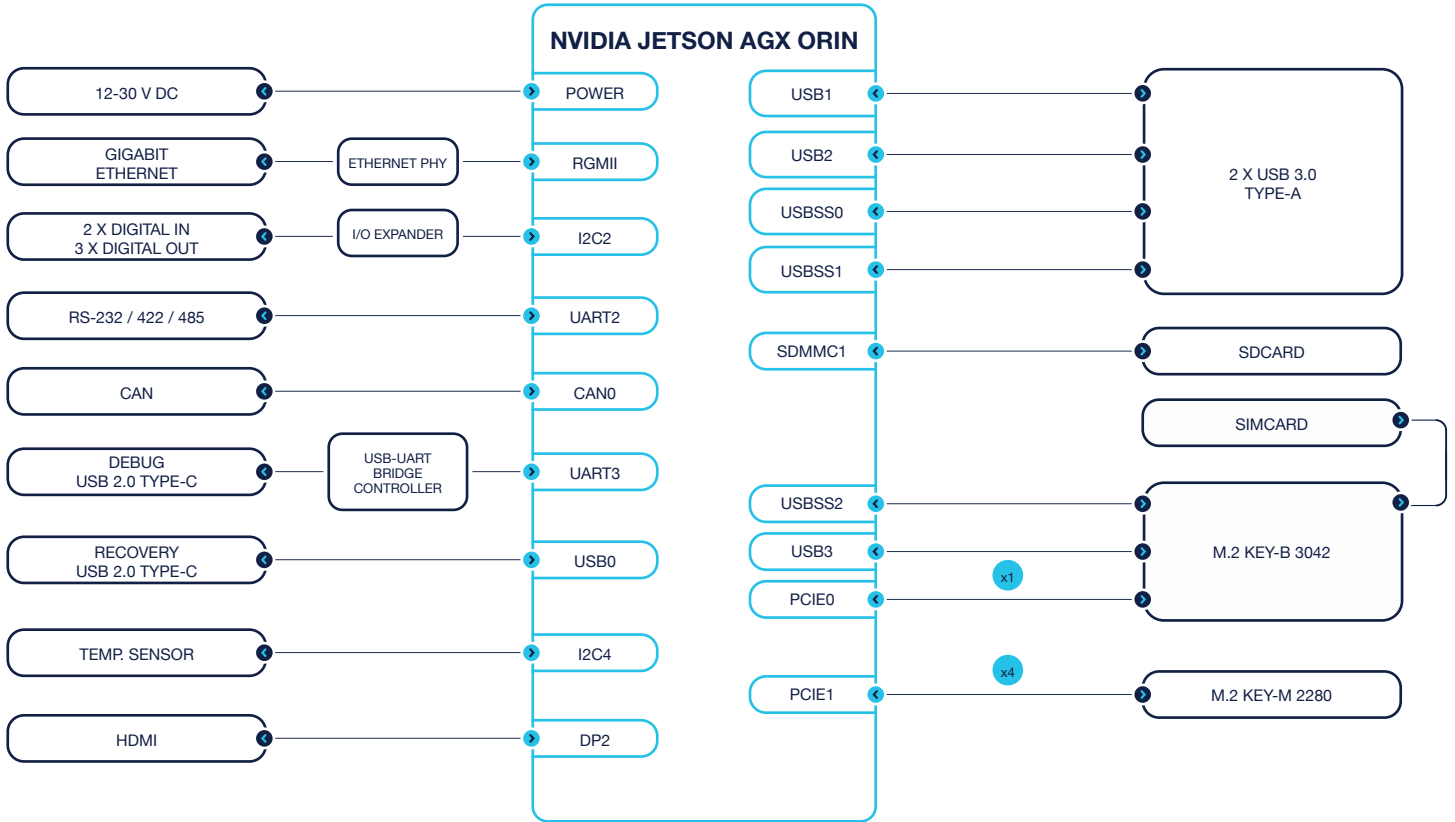 NVIDIA JETSON AGX ORIN
12-30 V DC
POWER
GIGABIT
ETHERNET
ETHERNET PHY
RGMII
2 X DIGITAL IN
3 X DIGITAL OUT
I/O EXPANDER
I2C2
RS-232 / 422 / 485
UART2
CAN
CAN0
DEBUG
USB 2.0 TYPE-C
USB-UART
BRIDGE
CONTROLLER
UART3
RECOVERY
USB 2.0 TYPE-C
USB0
TEMP. SENSOR
I2C4
HDMI
DP2
USB1
USB2
USBSS0
USBSS1
2 X USB 3.0
TYPE-A
SDMMC1
SDCARD
SIMCARD
USBSS2
USB3
PCIE0
x1
M.2 KEY-B 3042
PCIE1
x4
M.2 KEY-M 2280